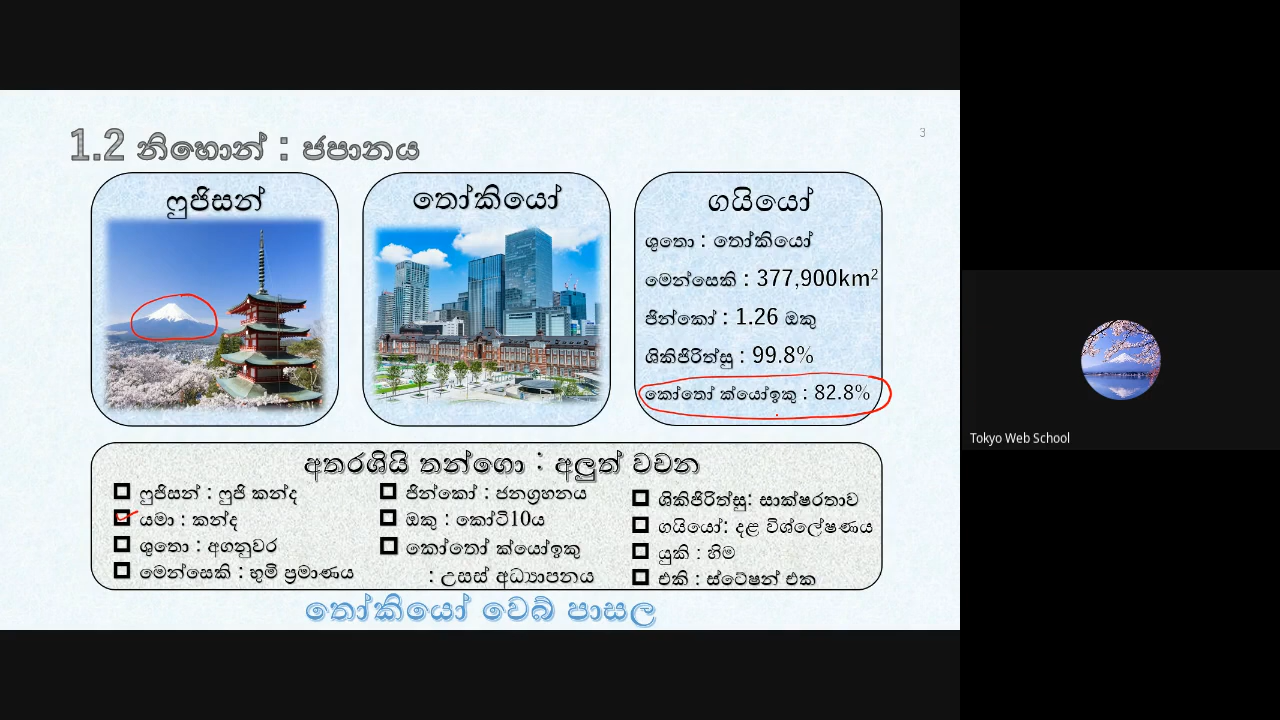 1.2 නිහොන් : ජපානය
3
ෆුජිසන්
තෝකියෝ
ගයියෝ
ශුතො : තෝකියෝ
මෙන්සෙකි : 377,900km²
ජින්කෝ : 1.26 ඔකු
ශිකිජිරිත්සු : 99.8%
කෝතෝ ක්යෝඉකු : 82.8%
අතරශියි තන්ගො : අලුත් වචන
ෆුජිසන් : ෆුජි කන්ද
යමා : කන්ද
ශුතො : අගනුවර
මෙන්සෙකි : භුමි ප්‍රමාණය
ජින්කෝ : ජනග්‍රහනය
ඔකු : කෝටි10ය
කෝතෝ ක්යෝඉකු
: උසස් අධ්‍යාපනය
ශිකිජිරිත්සු: සාක්ෂරතාව
ගයියෝ: දළ විශ්ලේෂණය
යුකි : හිම
එකි : ස්ටේෂන් එක
තෝකියෝ වෙබ් පාසල
Tokyo Web School